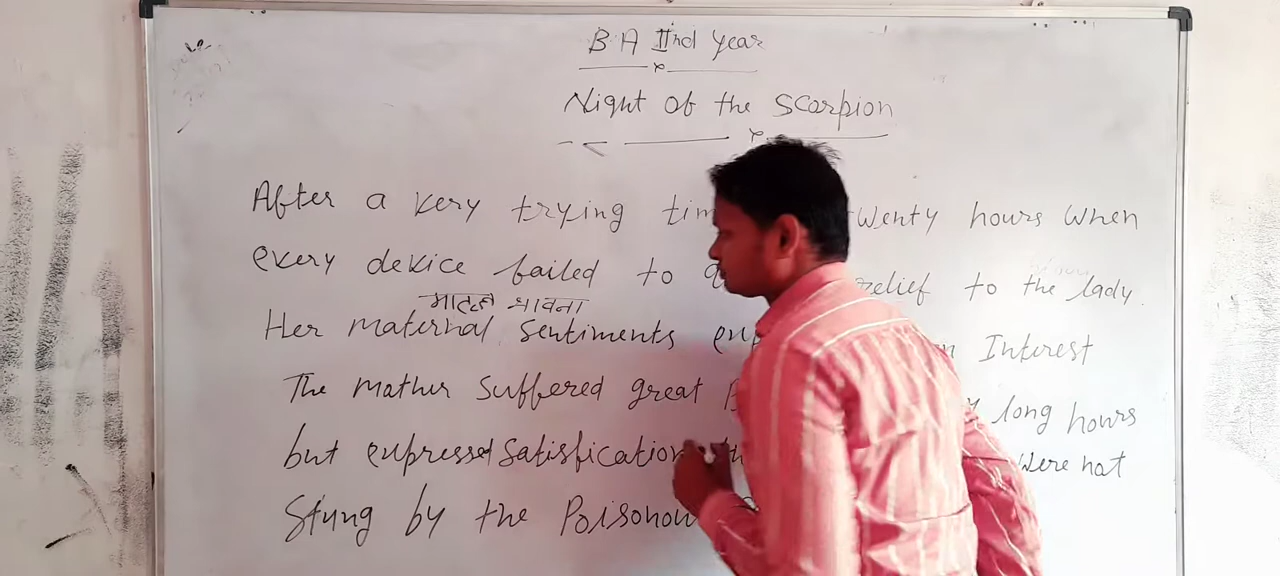 B.A IInd Year
Night of the Scorpion
After a very trying tim wenty hours when
every device failed to relief to the lady.
मातृत्व भावना
Her maternal sentiments exp Interest
The mother suffered great long hours
but expressed satisfication were not
Stung by the Poisonou